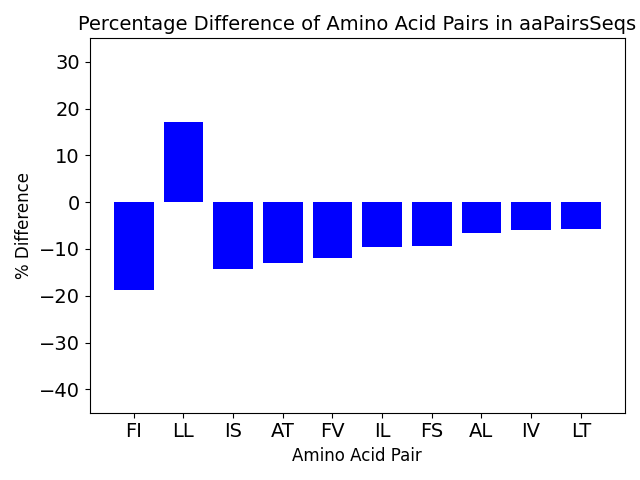 Percentage Difference of Amino Acid Pairs in aaPairsSeqs
30
20
10
0
−10
−20
−30
−40
% Difference
FI LL IS AT FV IL FS AL IV LT
Amino Acid Pair